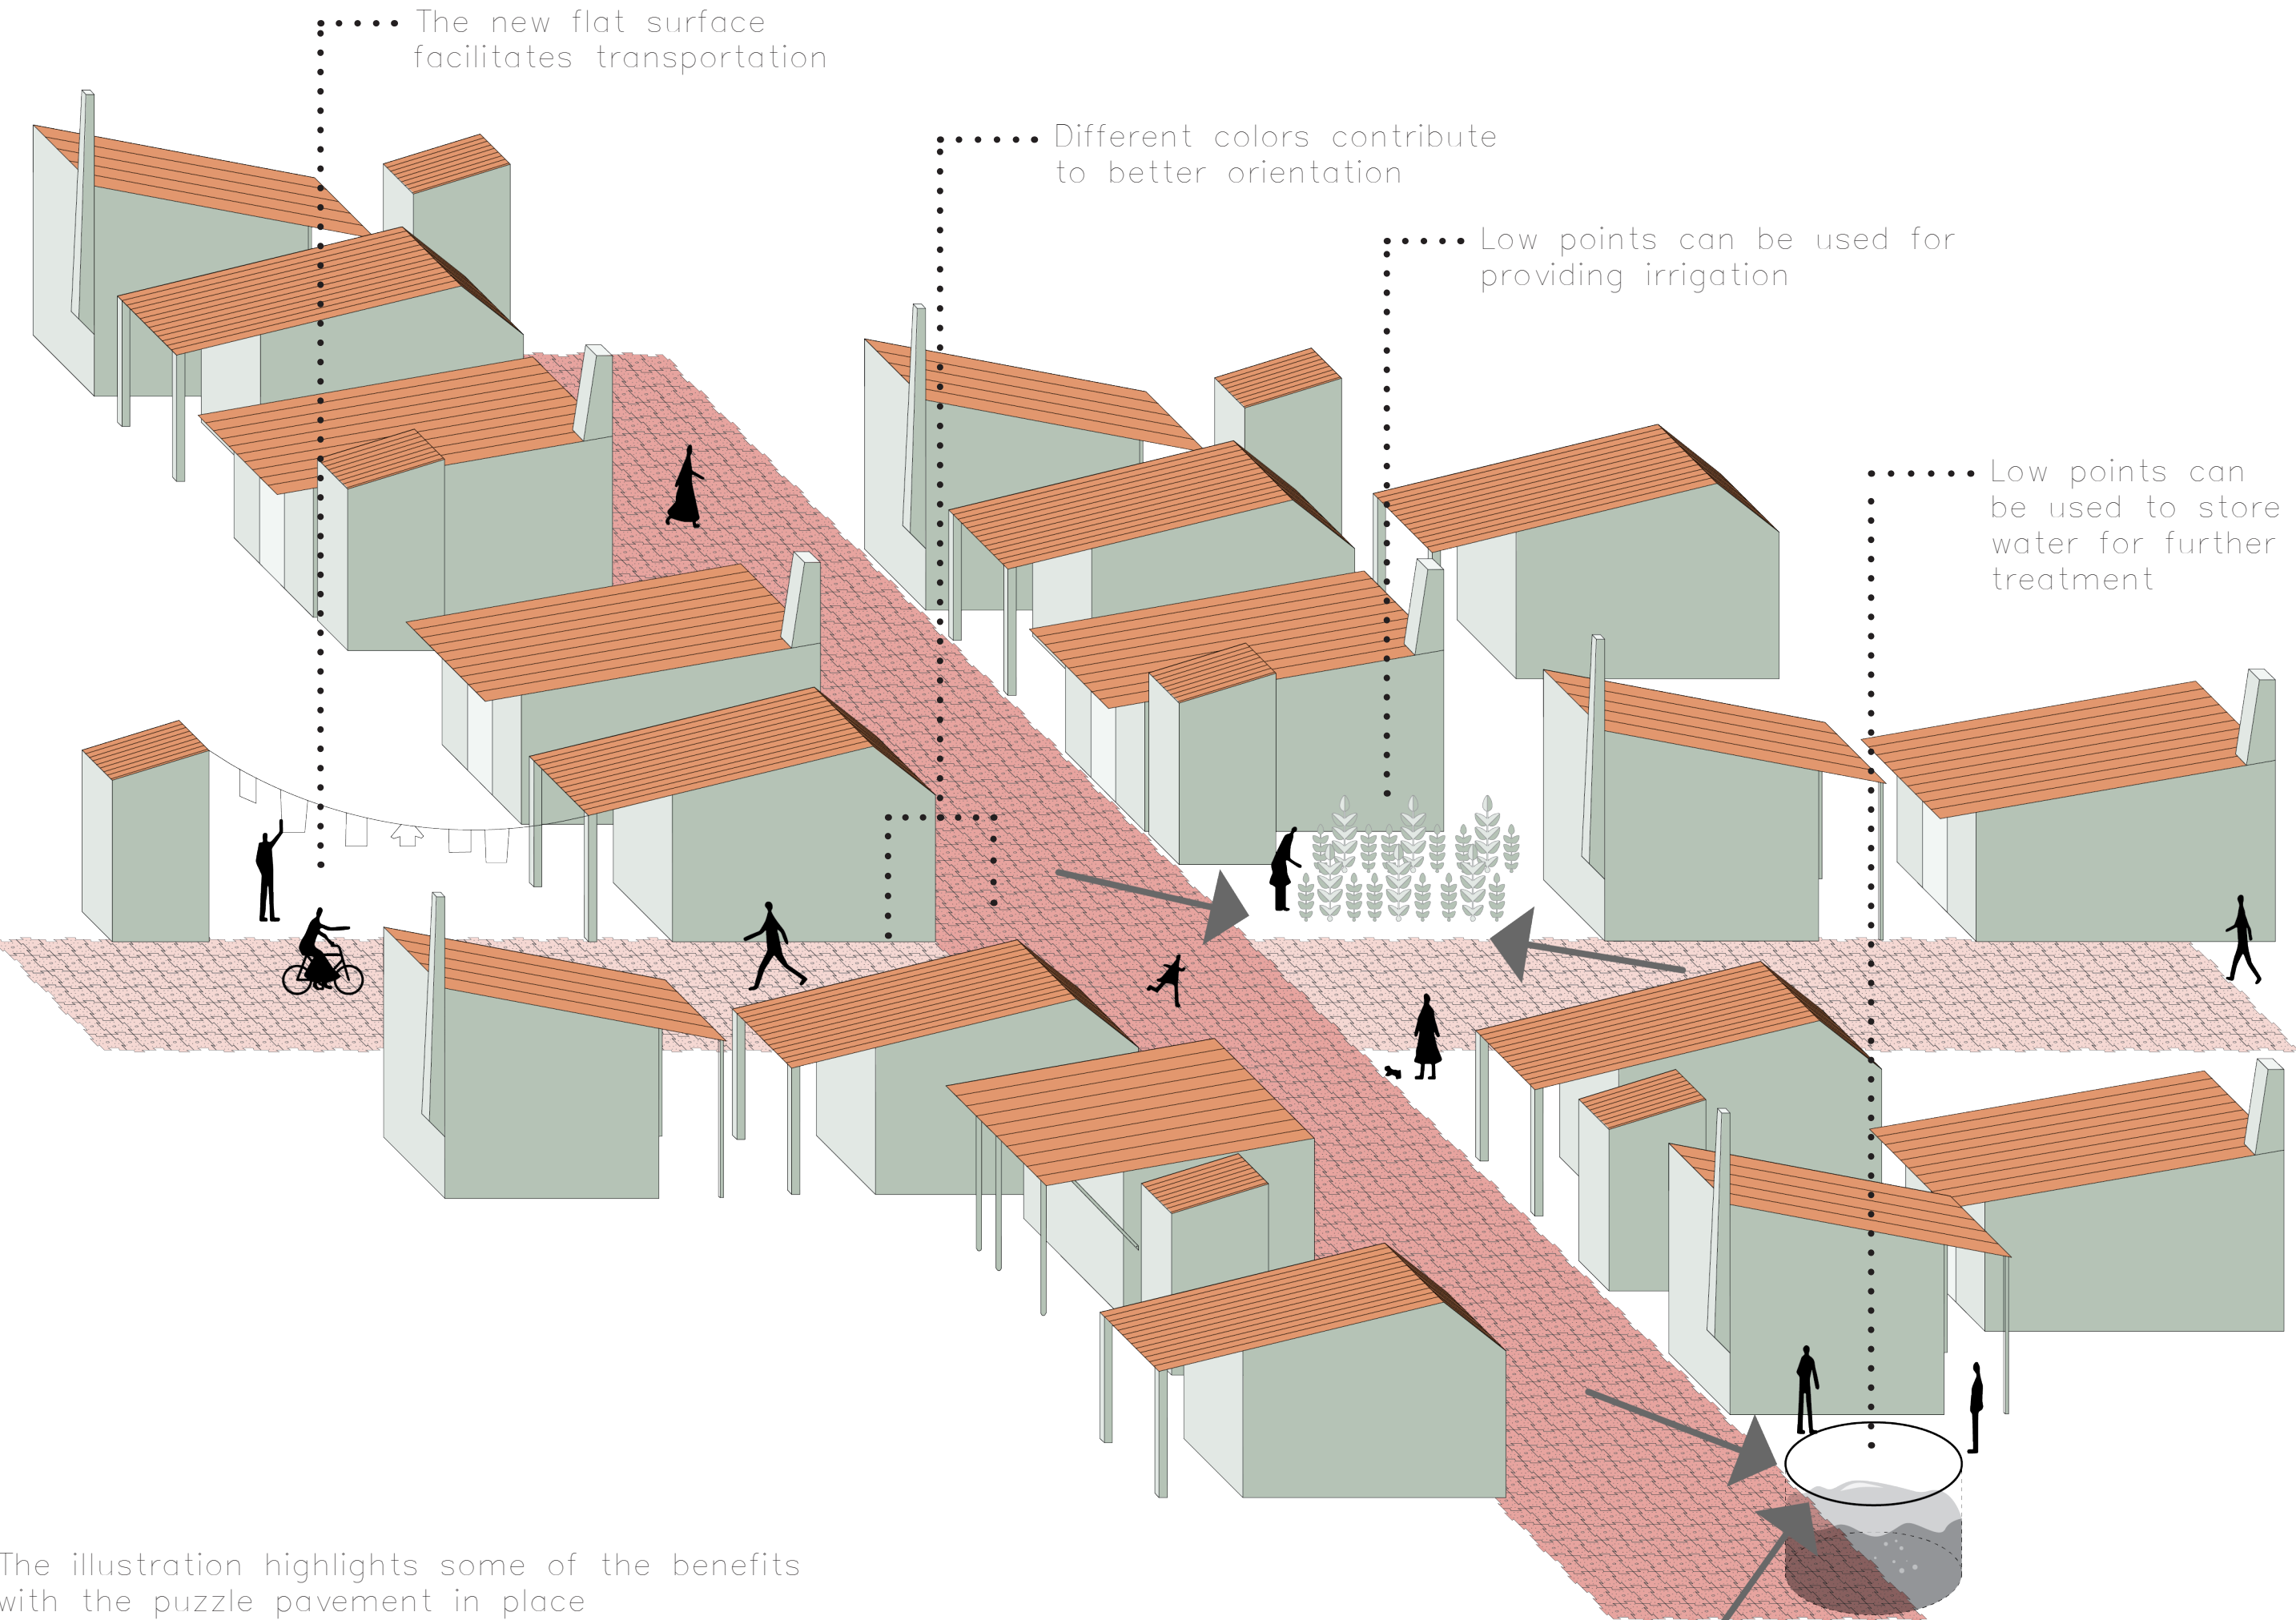 The new flat surface
facilitates transportation
Different colors contribute
to better orientation
Low points can be used for
providing irrigation
Low points can
be used to store
water for further
treatment
The illustration highlights some of the benefits
with the puzzle pavement in place